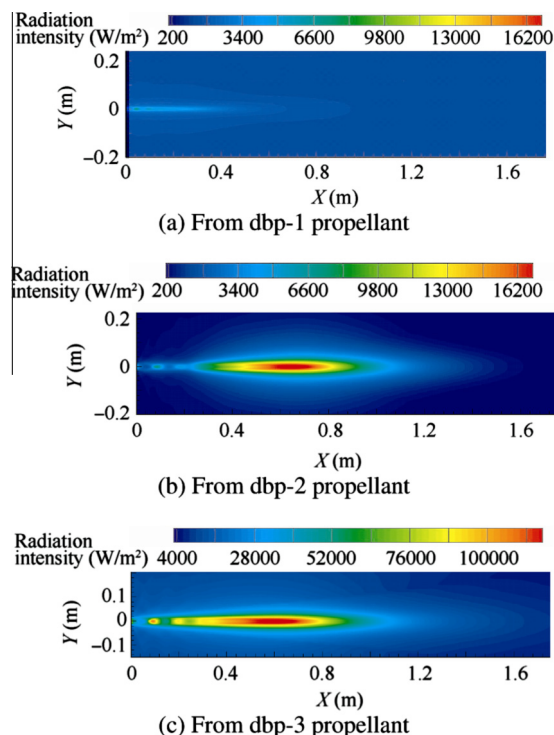 Radiation
intensity (W/m²)
200 3400 6600 9800 13000 16200
0.2
0
−0.2
Y (m)
0 0.4 0.8 1.2 1.6
X (m)
(a) From dbp-1 propellant
Radiation
intensity (W/m²)
200 3400 6600 9800 13000 16200
0.2
0
−0.2
Y (m)
0 0.4 0.8 1.2 1.6
X (m)
(b) From dbp-2 propellant
Radiation
intensity (W/m²)
4000 28000 52000 76000 100000
0.1
0
−0.1
Y (m)
0 0.4 0.8 1.2 1.6
X (m)
(c) From dbp-3 propellant